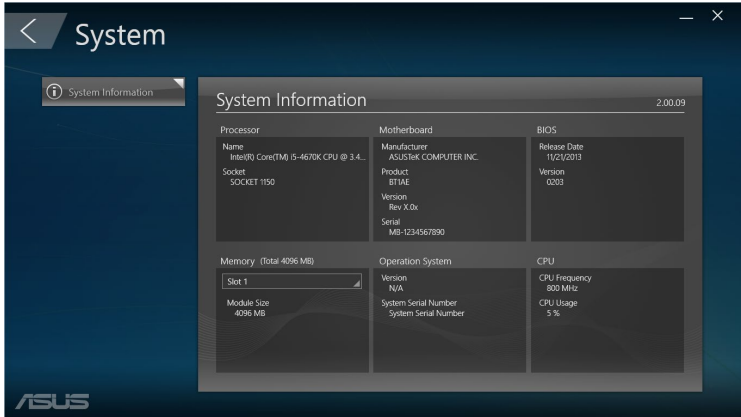 System
System Information
System Information
2.00.09
Processor
Name
Intel(R) Core(TM) i5-4670K CPU @ 3.4...
Socket
SOCKET 1150
Motherboard
Manufacturer
ASUSTeK COMPUTER INC.
Product
BT1AE
Version
Rev X.0x
Serial
MB-1234567890
BIOS
Release Date
11/21/2013
Version
0203
Memory (Total 4096 MB)
Slot 1
Module Size
4096 MB
Operation System
Version
N/A
System Serial Number
System Serial Number
CPU
CPU Frequency
800 MHz
CPU Usage
5 %
ASUS